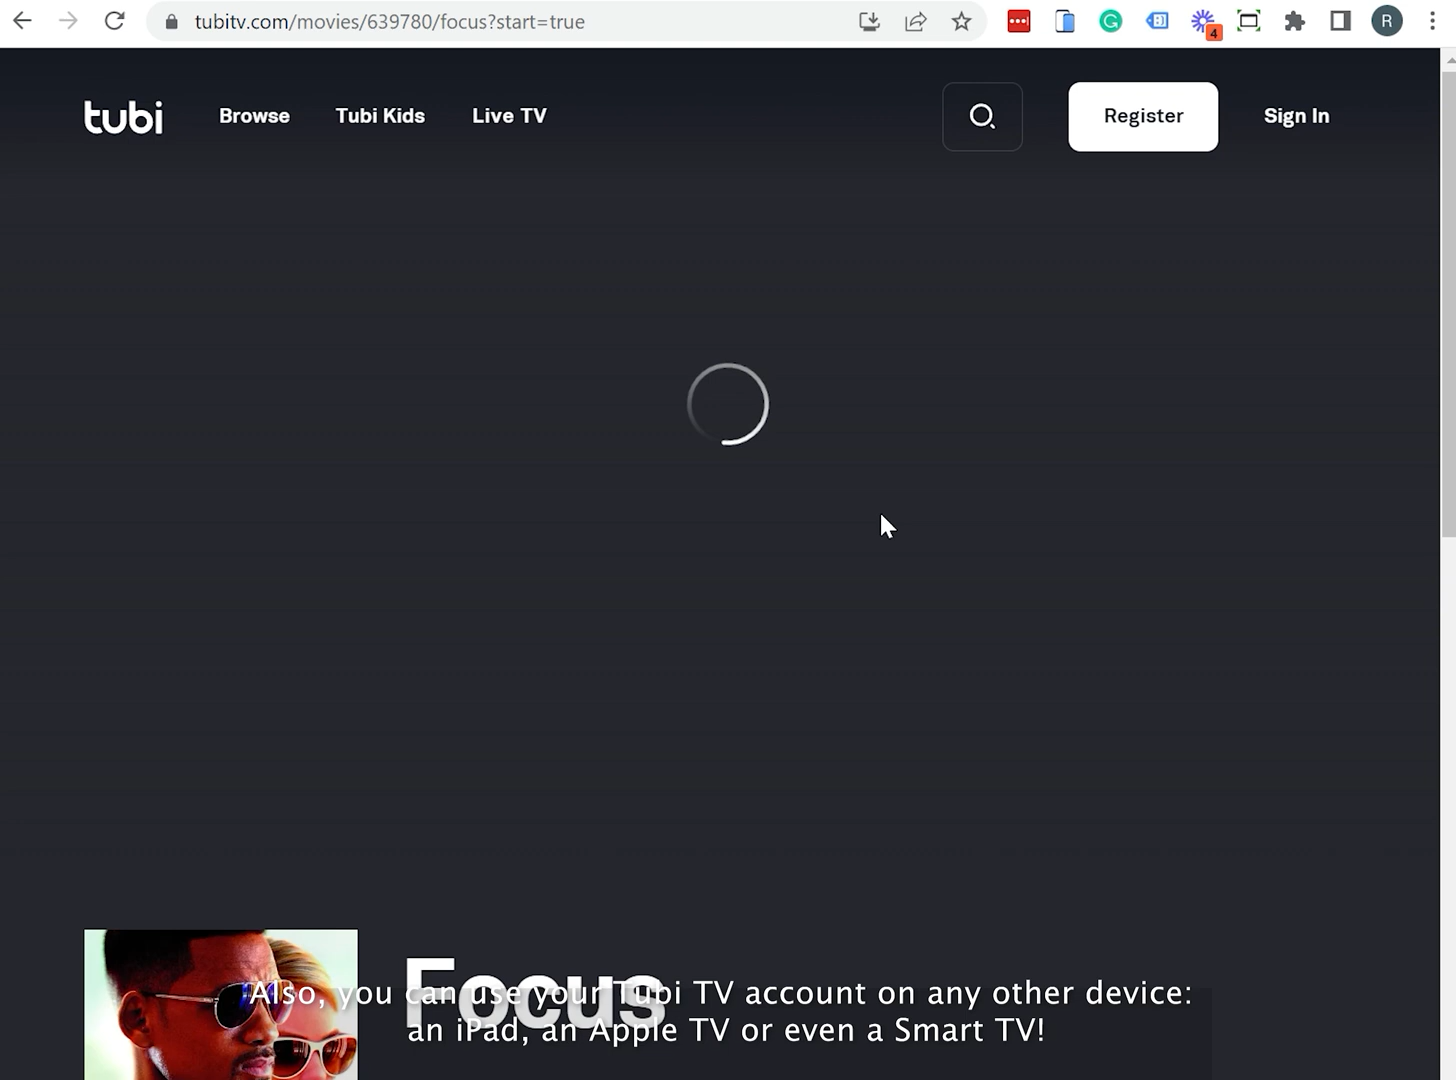 tubitv.com/movies/639780/focus?start=true
4
R
tubi
Browse
Tubi Kids
Live TV
Register
Sign In
Focus
Also, you can use your Tubi TV account on any other device:
an iPad, an Apple TV or even a Smart TV!